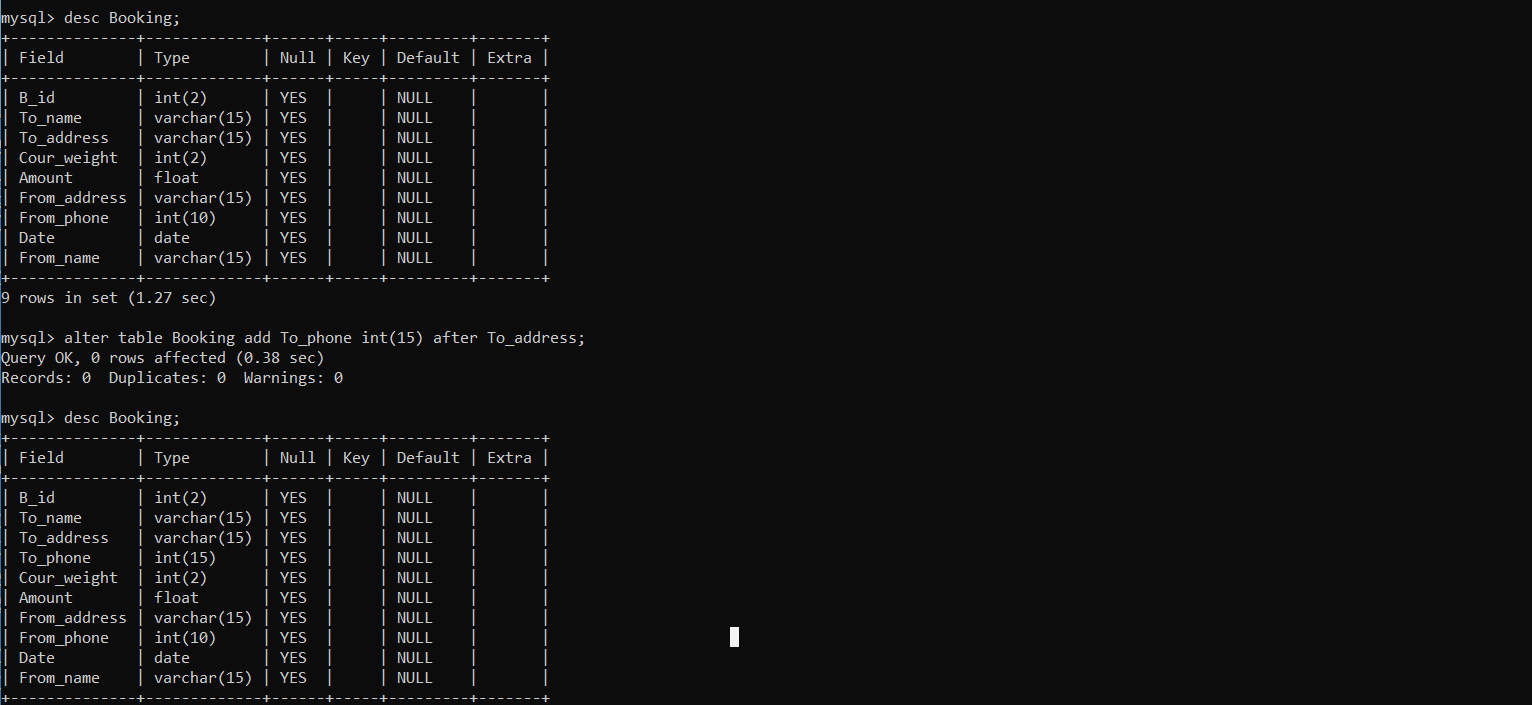 mysql> desc Booking;
+--------------+-------------+------+-----+---------+-------+
| Field        | Type        | Null | Key | Default | Extra |
+--------------+-------------+------+-----+---------+-------+
| B_id         | int(2)      | YES  |     | NULL    |       |
| To_name      | varchar(15) | YES  |     | NULL    |       |
| To_address   | varchar(15) | YES  |     | NULL    |       |
| Cour_weight  | int(2)      | YES  |     | NULL    |       |
| Amount       | float       | YES  |     | NULL    |       |
| From_address | varchar(15) | YES  |     | NULL    |       |
| From_phone   | int(10)     | YES  |     | NULL    |       |
| Date         | date        | YES  |     | NULL    |       |
| From_name    | varchar(15) | YES  |     | NULL    |       |
+--------------+-------------+------+-----+---------+-------+
9 rows in set (1.27 sec)

mysql> alter table Booking add To_phone int(15) after To_address;
Query OK, 0 rows affected (0.38 sec)
Records: 0  Duplicates: 0  Warnings: 0

mysql> desc Booking;
+--------------+-------------+------+-----+---------+-------+
| Field        | Type        | Null | Key | Default | Extra |
+--------------+-------------+------+-----+---------+-------+
| B_id         | int(2)      | YES  |     | NULL    |       |
| To_name      | varchar(15) | YES  |     | NULL    |       |
| To_address   | varchar(15) | YES  |     | NULL    |       |
| To_phone     | int(15)     | YES  |     | NULL    |       |
| Cour_weight  | int(2)      | YES  |     | NULL    |       |
| Amount       | float       | YES  |     | NULL    |       |
| From_address | varchar(15) | YES  |     | NULL    |       |
| From_phone   | int(10)     | YES  |     | NULL    |       |
| Date         | date        | YES  |     | NULL    |       |
| From_name    | varchar(15) | YES  |     | NULL    |       |
+--------------+-------------+------+-----+---------+-------+